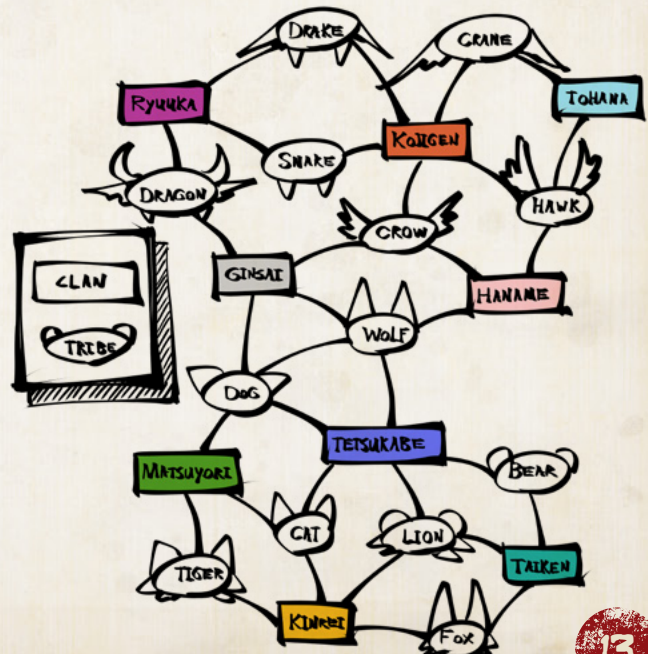 DRAKE
CRANE
RYUUKA
TOHANA
KOUGEN
SNAKE
DRAGON
HAWK
CROW
GINSAI
HANAME
CLAN
WOLF
TRIBE
DOG
TETSUKABE
MATSUYORI
BEAR
CAT
LION
TIGER
TAIKEN
KINREI
FOX
13